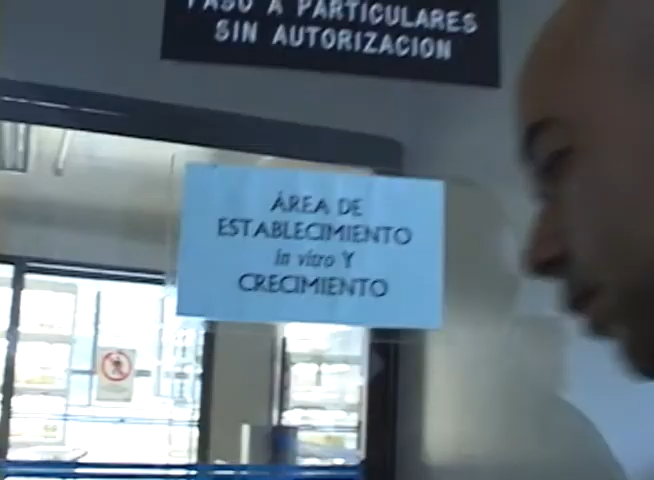 PASO A PARTICULARES
SIN AUTORIZACION
ÁREA DE
ESTABLECIMIENTO
in vitro Y
CRECIMIENTO